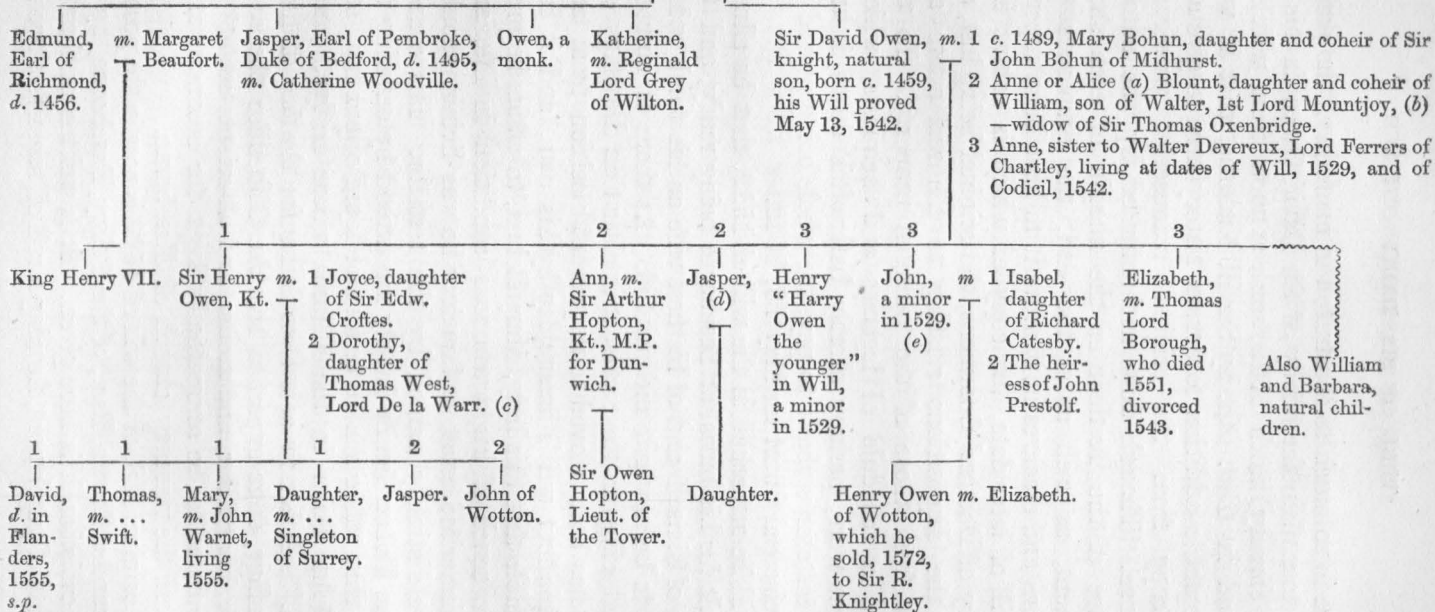 Edmund,
Earl of
Richmond,
d. 1456.
m. Margaret
Beaufort.
Jasper, Earl of Pembroke,
Duke of Bedford, d. 1495,
m. Catherine Woodville.
Owen, a
monk.
Katherine,
m. Reginald
Lord Grey
of Wilton.
Sir David Owen,
knight, natural
son, born c. 1459,
his Will proved
May 13, 1542.
m. 1 c. 1489, Mary Bohun, daughter and coheir of Sir
John Bohun of Midhurst.
2 Anne or Alice (a) Blount, daughter and coheir of
William, son of Walter, 1st Lord Mountjoy, (b)
—widow of Sir Thomas Oxenbridge.
3 Anne, sister to Walter Devereux, Lord Ferrers of
Chartley, living at dates of Will, 1529, and of
Codicil, 1542.
1 2 2 3 3 3
King Henry VII.
Sir Henry
Owen, Kt.
m. 1 Joyce, daughter
of Sir Edw.
Croftes.
2 Dorothy,
daughter of
Thomas West,
Lord De la Warr. (c)
Ann, m.
Sir Arthur
Hopton,
Kt., M.P.
for Dun-
wich.
Jasper,
(d)
Henry
"Harry
Owen
the
younger"
in Will,
a minor
in 1529.
John,
a minor
in 1529.
(e)
m 1 Isabel,
daughter
of Richard
Catesby.
2 The heir-
ess of John
Prestolf.
Elizabeth,
m. Thomas
Lord
Borough,
who died
1551,
divorced
1543.
Also William
and Barbara,
natural chil-
dren.
1 1 1 1 2 2
David,
d. in
Flan-
ders,
1555,
s.p.
Thomas,
m. . . .
Swift.
Mary,
m. John
Warnet,
living
1555.
Daughter,
m. . . .
Singleton
of Surrey.
Jasper.
John of
Wotton.
Sir Owen
Hopton,
Lieut. of
the Tower.
Daughter.
Henry Owen m. Elizabeth.
of Wotton,
which he
sold, 1572,
to Sir R.
Knightley.